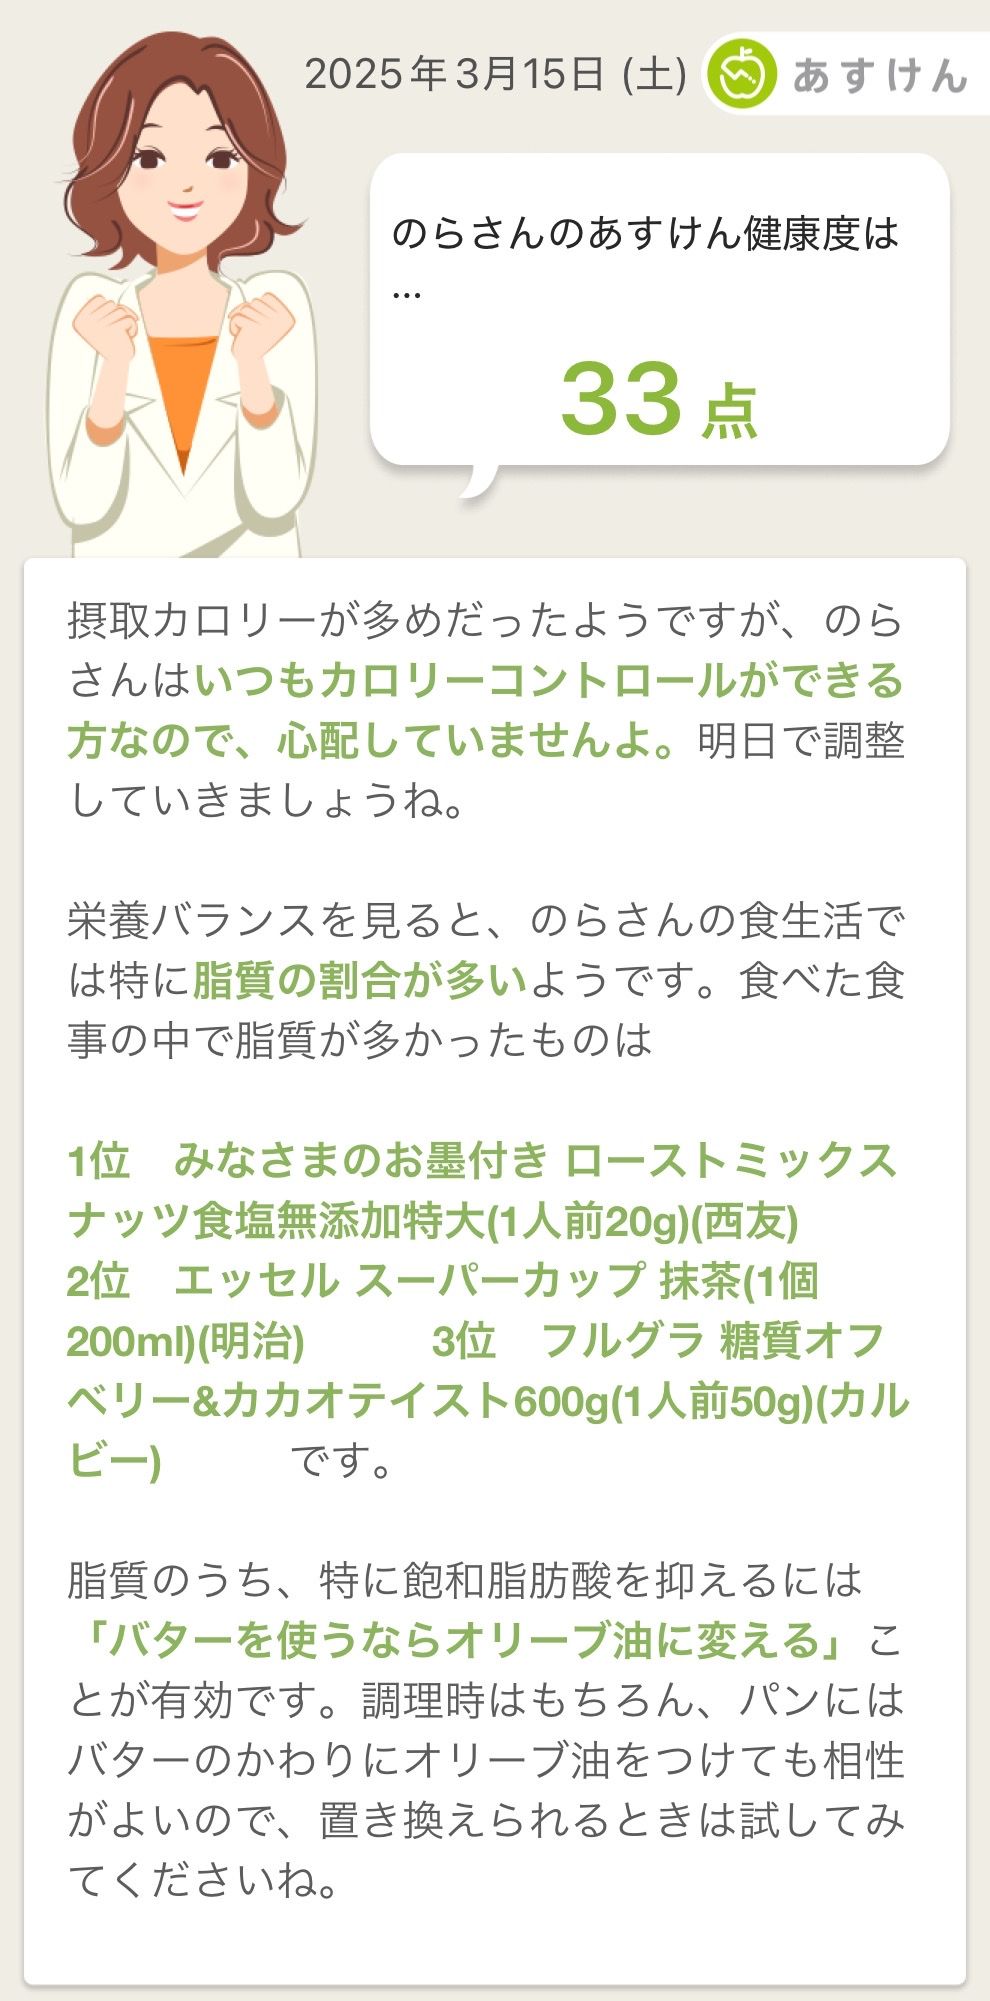 2025年3月15日 (土)
あすけん
のらさんのあすけん健康度は
…
33点
摂取カロリーが多めだったようですが、のら
さんはいつもカロリーコントロールができる
方なので、心配していませんよ。明日で調整
していきましょうね。
栄養バランスを見ると、のらさんの食生活で
は特に脂質の割合が多いようです。食べた食
事の中で脂質が多かったものは
1位　みなさまのお墨付き ローストミックス
ナッツ食塩無添加特大(1人前20g)(西友)
2位　エッセル スーパーカップ 抹茶(1個
200ml)(明治)　　　3位　フルグラ 糖質オフ
ベリー&カカオテイスト600g(1人前50g)(カル
ビー)　　　です。
脂質のうち、特に飽和脂肪酸を抑えるには
「バターを使うならオリーブ油に変える」こ
とが有効です。調理時はもちろん、パンには
バターのかわりにオリーブ油をつけても相性
がよいので、置き換えられるときは試してみ
てくださいね。